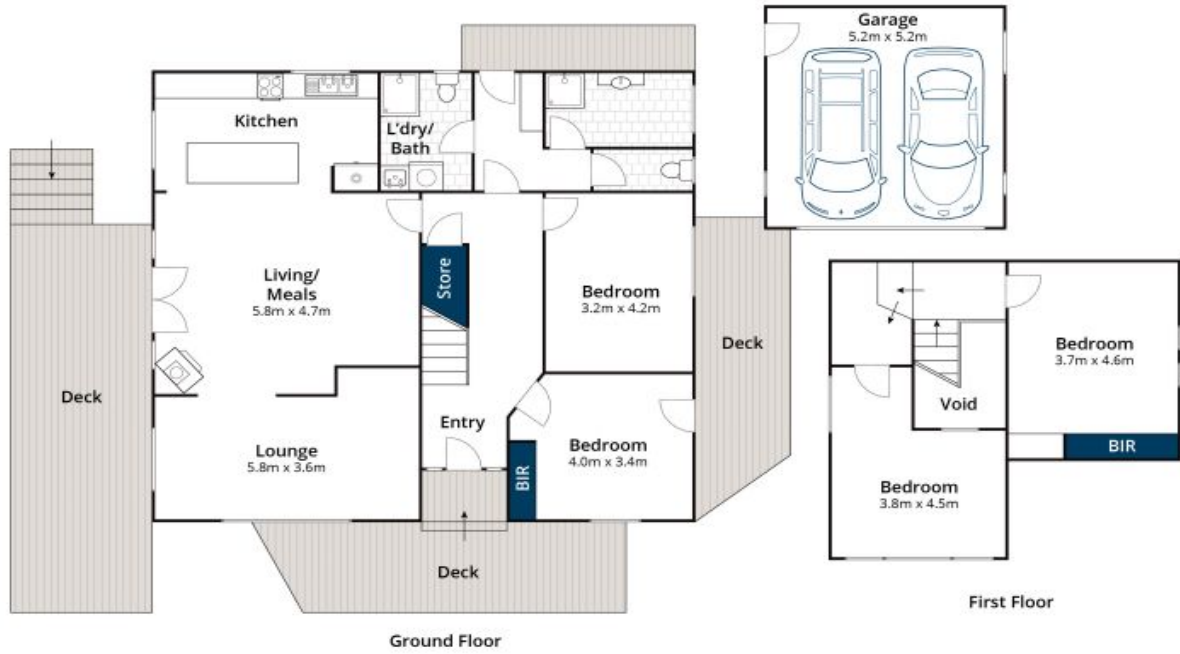 Garage
5.2m x 5.2m
Kitchen
L'dry/
Bath
Living/
Meals
5.8m x 4.7m
Store
Bedroom
3.2m x 4.2m
Deck
Bedroom
3.7m x 4.6m
Void
BIR
Deck
Lounge
5.8m x 3.6m
Entry
BIR
Bedroom
4.0m x 3.4m
Bedroom
3.8m x 4.5m
Deck
First Floor
Ground Floor